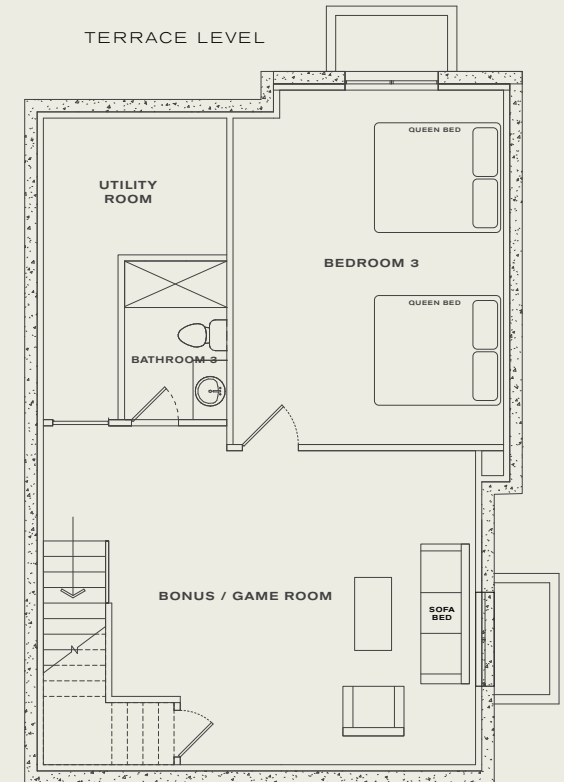 TERRACE LEVEL
QUEEN BED
UTILITY
ROOM
BEDROOM 3
QUEEN BED
BATHROOM 3
BONUS / GAME ROOM
SOFA
BED